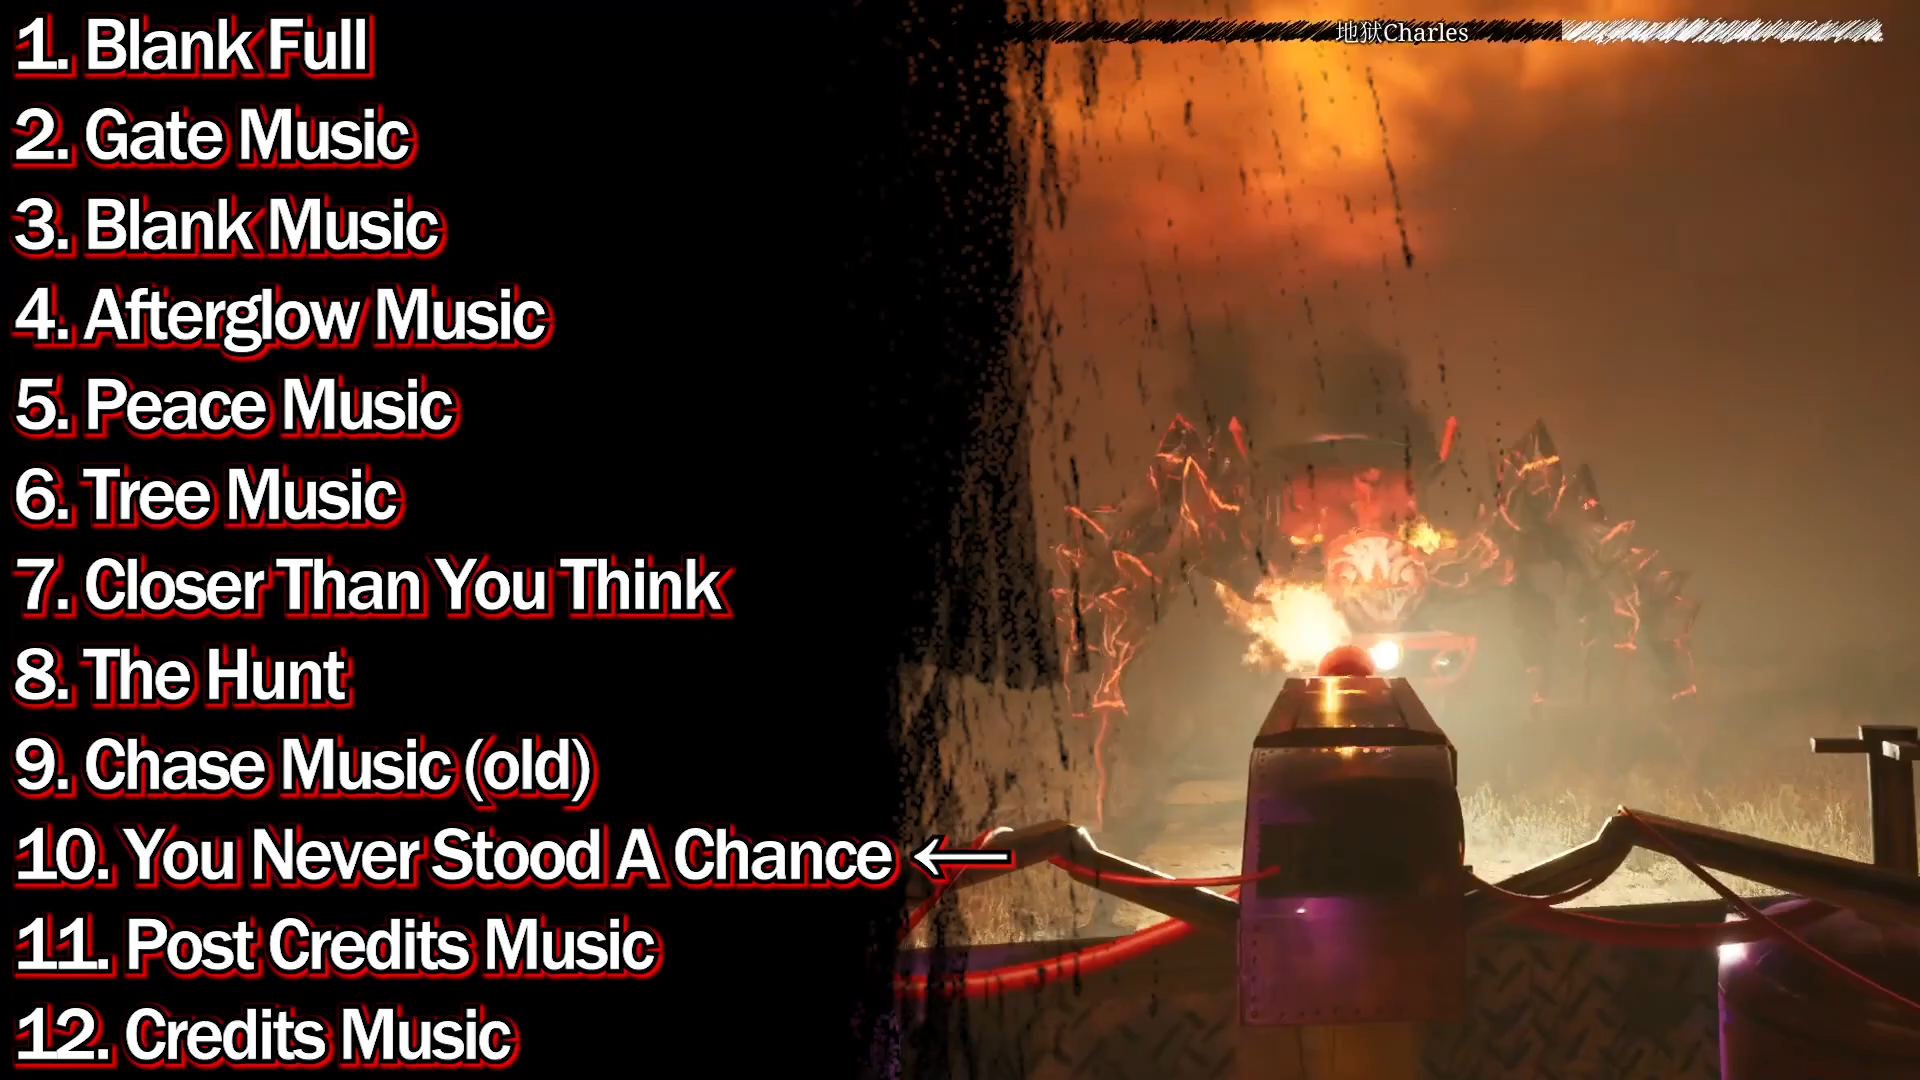 1. Blank Full
2. Gate Music
3. Blank Music
4. Afterglow Music
5. Peace Music
6. Tree Music
7. Closer Than You Think
8. The Hunt
9. Chase Music (old)
10. You Never Stood A Chance ←
11. Post Credits Music
12. Credits Music
地狱Charles